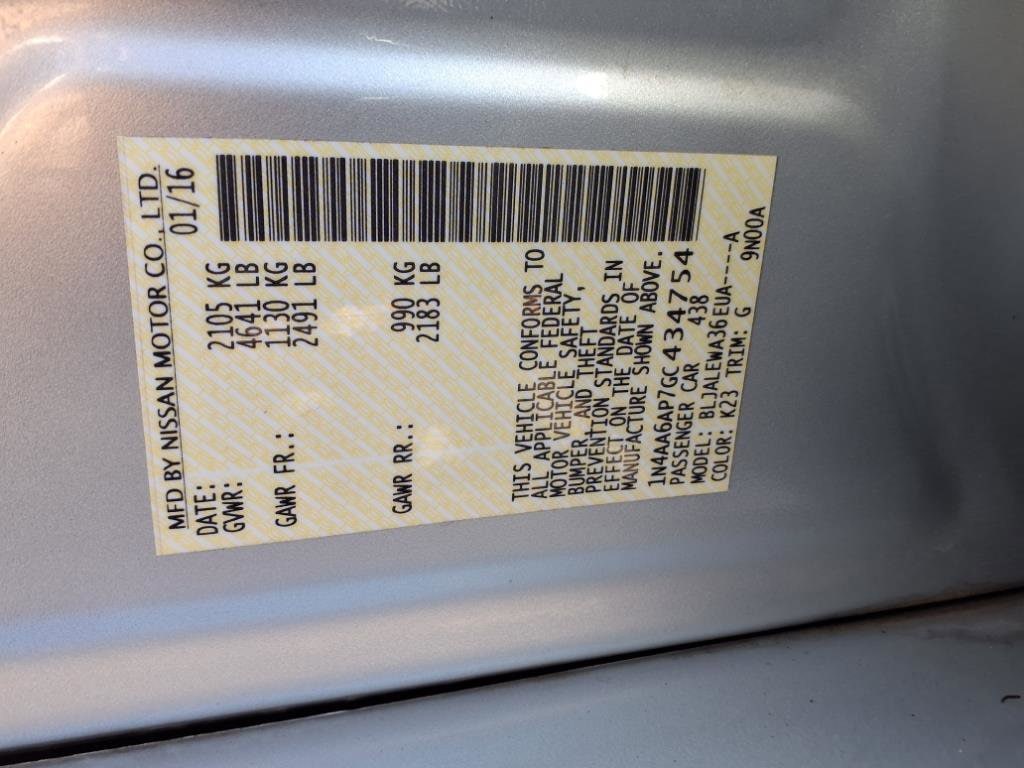 MFD BY NISSAN MOTOR CO., LTD.
DATE: 01/16
GVWR: 2105 KG
4641 LB
GAWR FR.: 1130 KG
2491 LB
GAWR RR.: 990 KG
2183 LB
THIS VEHICLE CONFORMS TO
ALL APPLICABLE FEDERAL
MOTOR VEHICLE SAFETY,
BUMPER, AND THEFT
PREVENTION STANDARDS IN
EFFECT ON THE DATE OF
MANUFACTURE SHOWN ABOVE.
1N4AA6AP7GC434754
PASSENGER CAR 438
MODEL: BLJALEWA36EUA----A
COLOR: K23 TRIM: G 9N00A